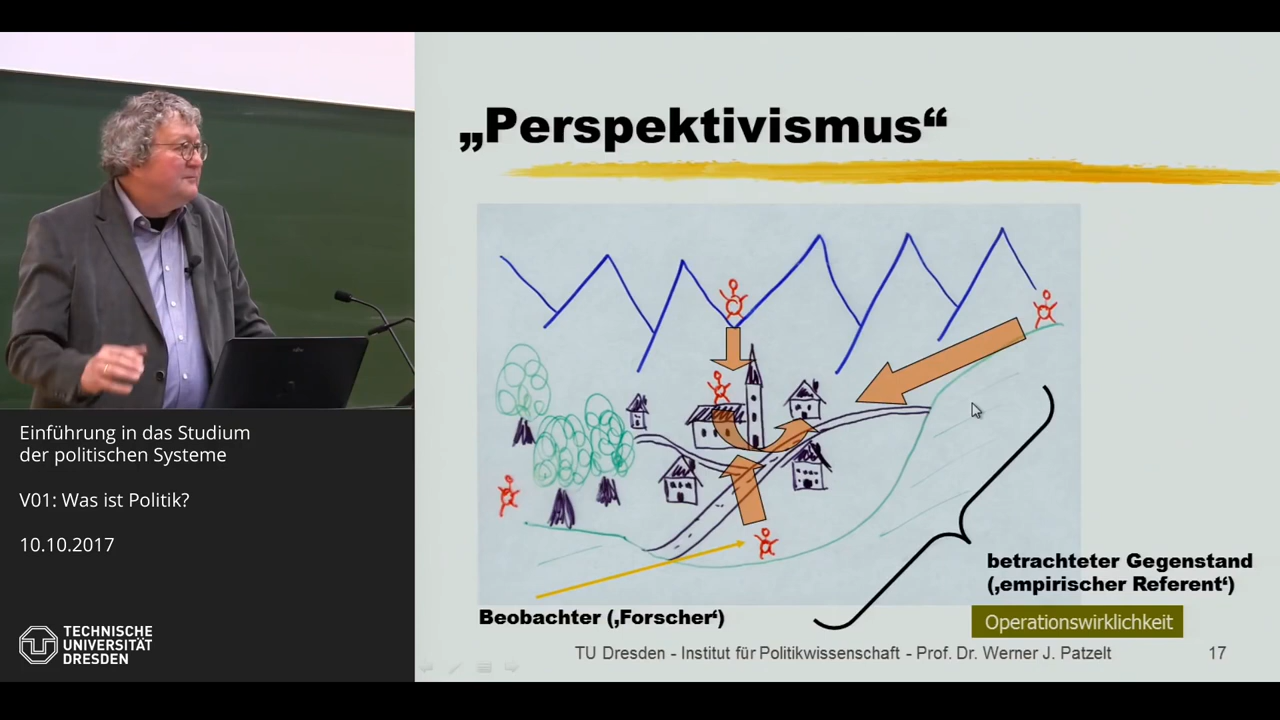 „Perspektivismus“
betrachteter Gegenstand
(‚empirischer Referent‘)
Beobachter (‚Forscher‘)
Operationswirklichkeit
TU Dresden - Institut für Politikwissenschaft - Prof. Dr. Werner J. Patzelt
17
Einführung in das Studium
der politischen Systeme
V01: Was ist Politik?
10.10.2017
TECHNISCHE
UNIVERSITÄT
DRESDEN